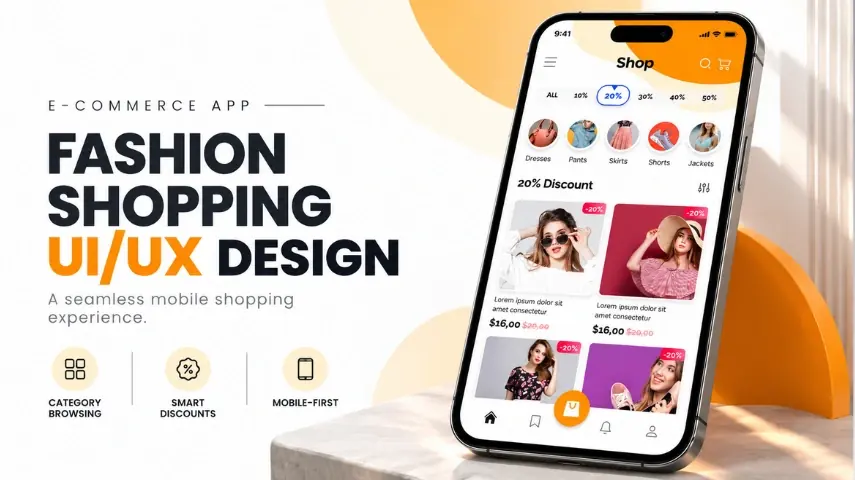 E-COMMERCE APP
FASHION
SHOPPING
UI/UX DESIGN
A seamless mobile shopping
experience.
CATEGORY
BROWSING
SMART
DISCOUNTS
MOBILE-FIRST
9:41
Shop
ALL 10% 20% 30% 40% 50%
Dresses Pants Skirts Shorts Jackets
20% Discount
-20% -20%
Lorem ipsum dolor sit
amet consectetur
$16,00 $20,00
Lorem ipsum dolor sit
amet consectetur
$16,00 $20,00
-20% -20%